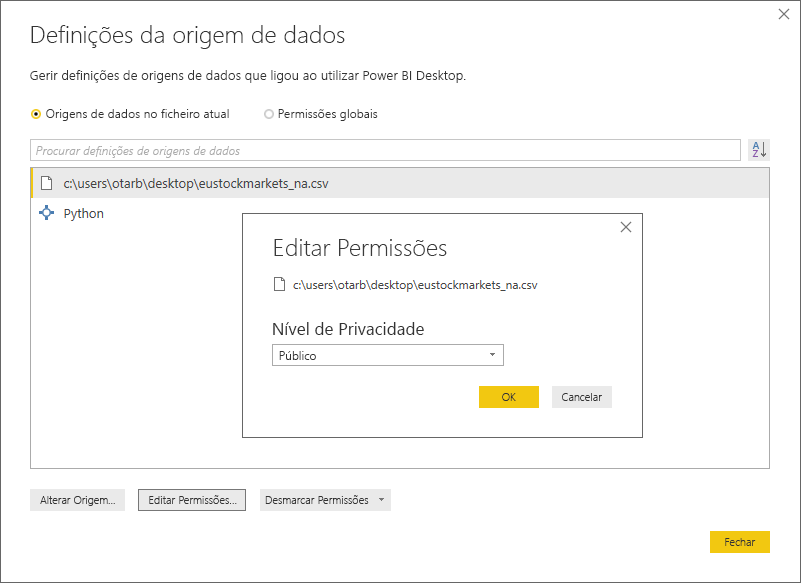 Definições da origem de dados
Gerir definições de origens de dados que ligou ao utilizar Power BI Desktop.
Origens de dados no ficheiro atual
Permissões globais
Procurar definições de origens de dados
A
Z
c:\users\otarb\desktop\eustockmarkets_na.csv
Python
Editar Permissões
c:\users\otarb\desktop\eustockmarkets_na.csv
Nível de Privacidade
Público
OK
Cancelar
Alterar Origem...
Editar Permissões...
Desmarcar Permissões
Fechar